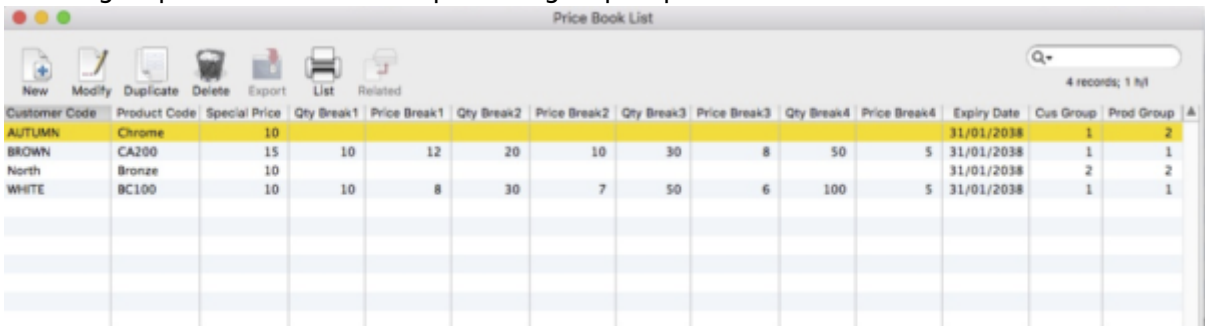 Price Book List
New Modify Duplicate Delete Export List Related
4 records; 1 h/l
Customer Code Product Code Special Price Qty Break1 Price Break1 Qty Break2 Price Break2 Qty Break3 Price Break3 Qty Break4 Price Break4 Expiry Date Cus Group Prod Group
AUTUMN Chrome 10 31/01/2038 1 2
BROWN CA200 15 10 12 20 10 30 8 50 5 31/01/2038 1 1
North Bronze 10 31/01/2038 2 2
WHITE BC100 10 10 8 30 7 50 6 100 5 31/01/2038 1 1